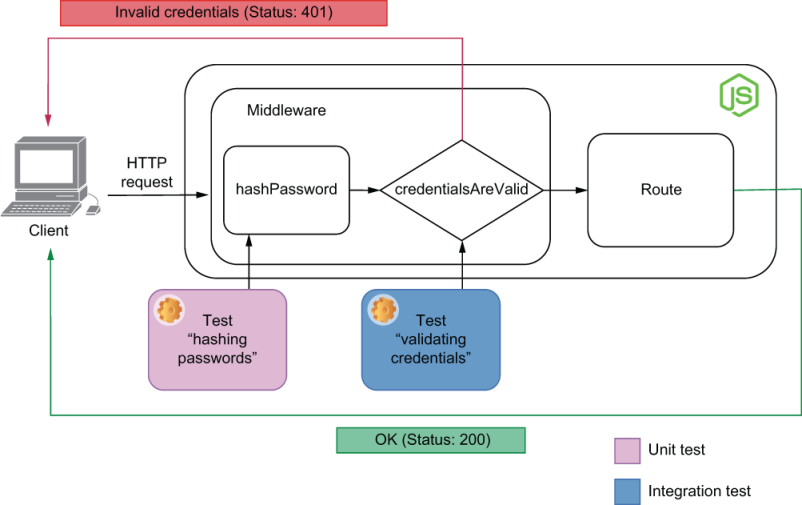 Invalid credentials (Status: 401)
JS
Middleware
HTTP
request
hashPassword
credentialsAreValid
Route
Client
Test
“hashing
passwords”
Test
“validating
credentials”
OK (Status: 200)
Unit test
Integration test